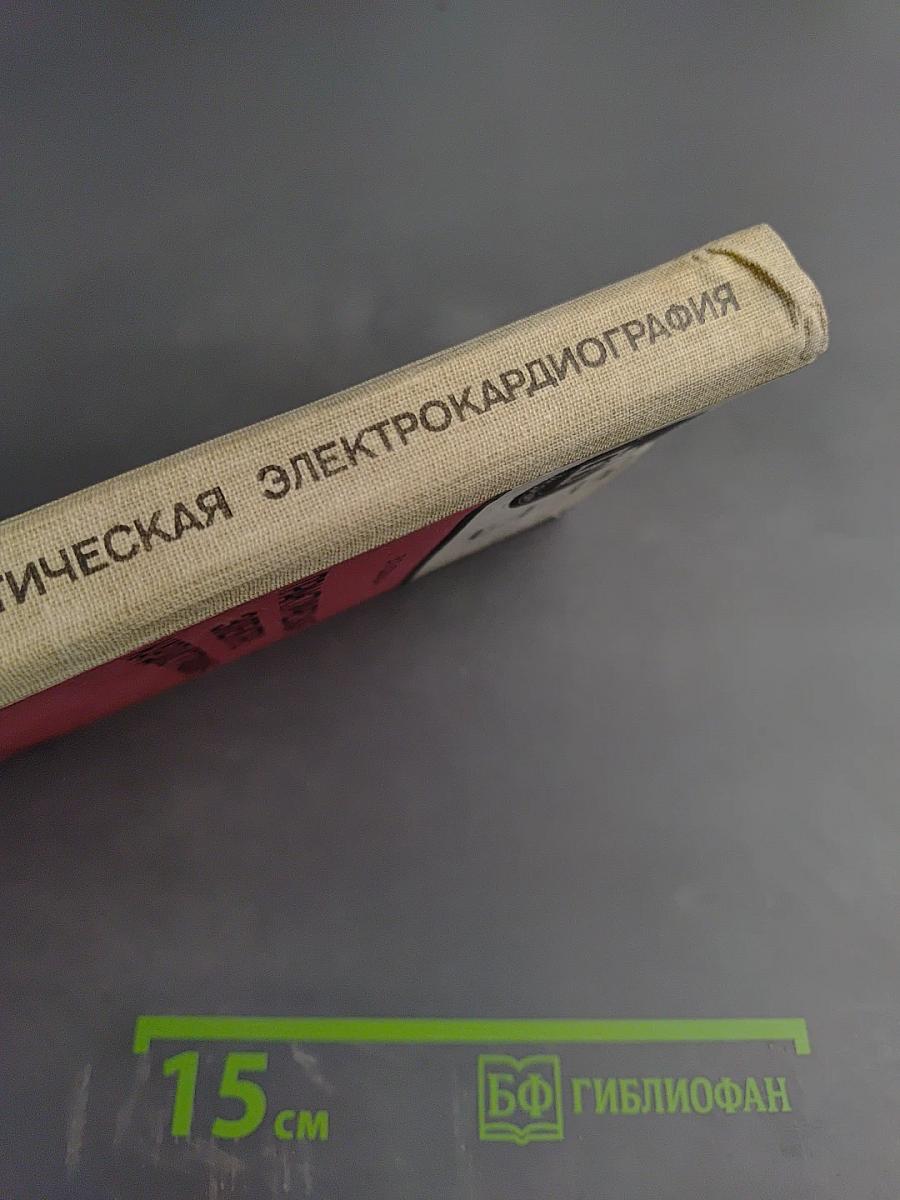 ТИЧЕСКАЯ ЭЛЕКТРОКАРДИОГРАФИЯ
15 см
БФ ГИБЛИОФАН